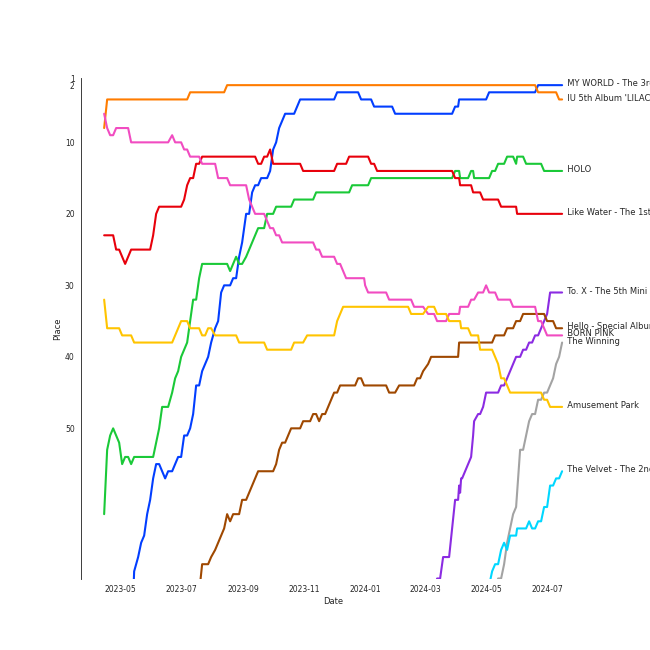 1
2
10
20
30
40
50
Place
MY WORLD - The 3r
IU 5th Album 'LILAC
HOLO
Like Water - The 1st
To. X - The 5th Mini
Hello - Special Albu
BORN PINK
The Winning
Amusement Park
The Velvet - The 2n
2023-05 2023-07 2023-09 2023-11 2024-01 2024-03 2024-05 2024-07
Date